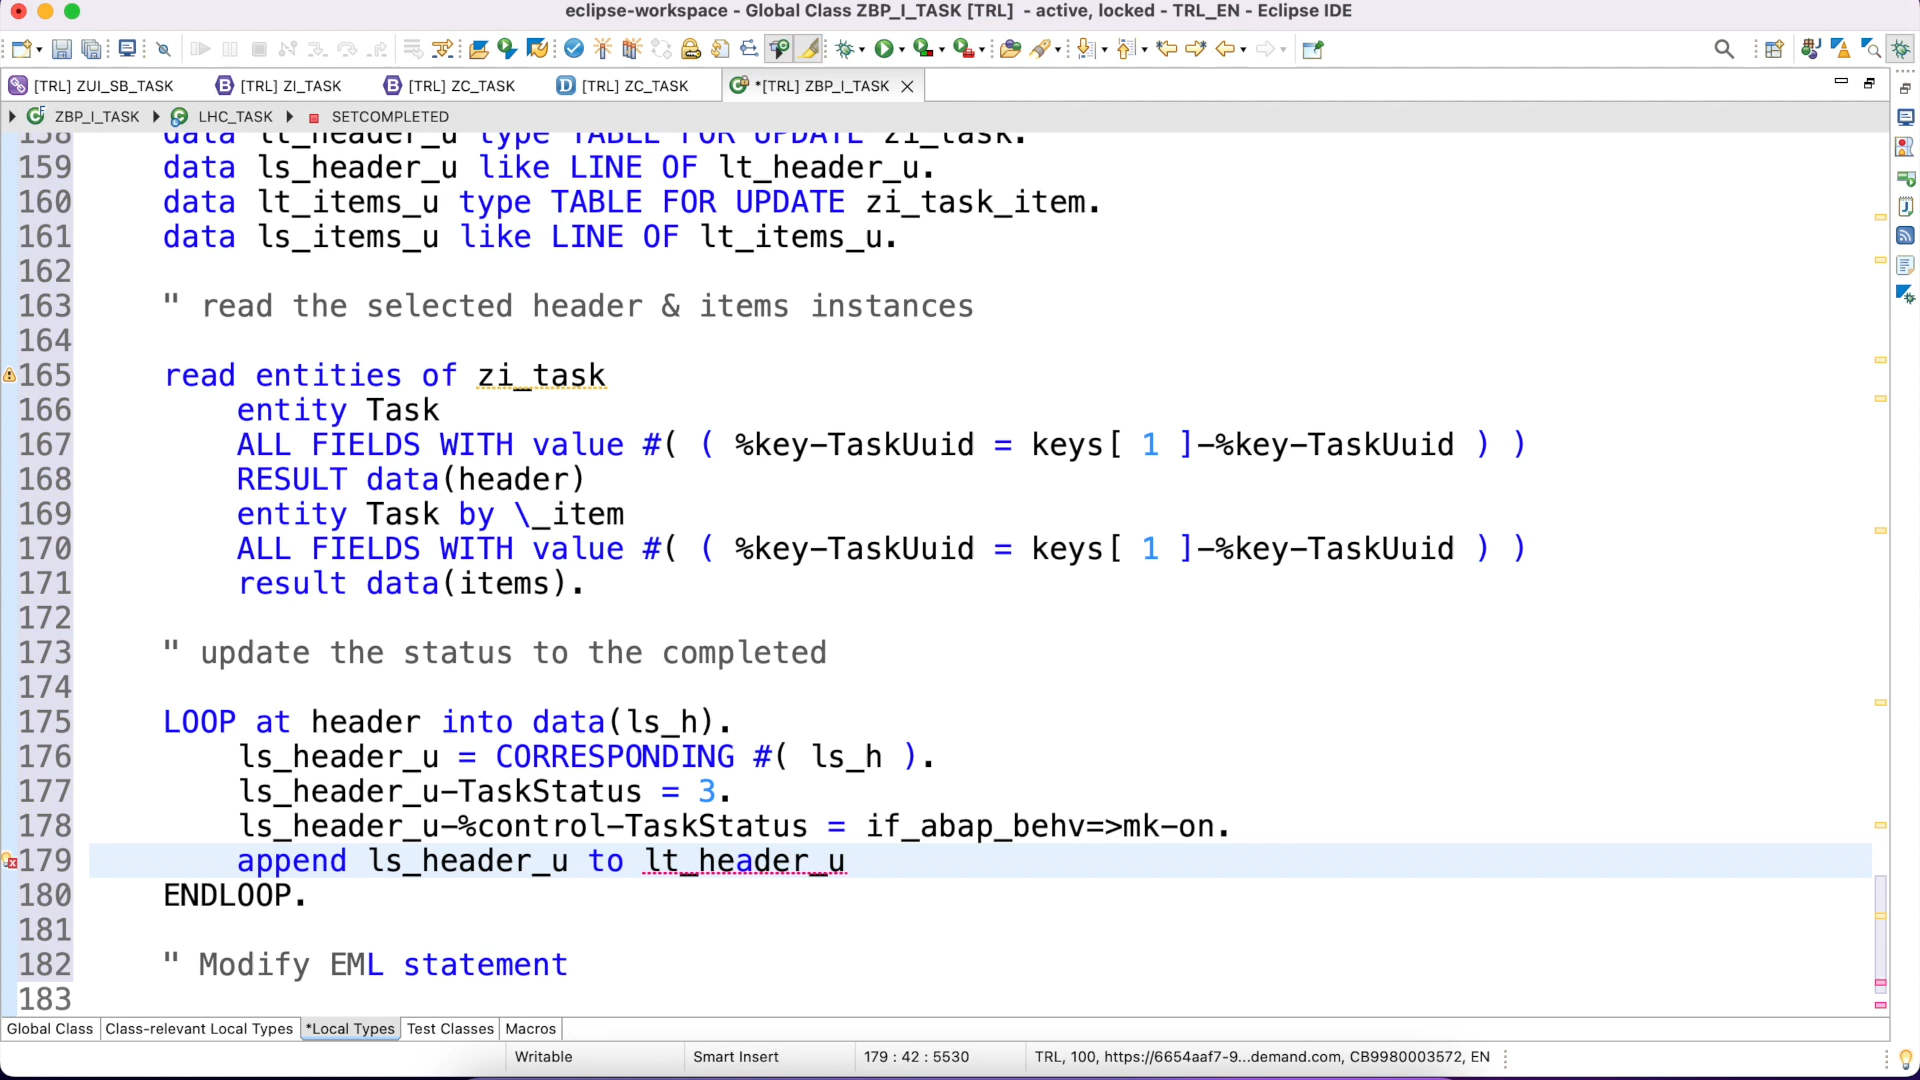 eclipse-workspace - Global Class ZBP_I_TASK [TRL] - active, locked - TRL_EN - Eclipse IDE
[TRL] ZUI_SB_TASK
[TRL] ZI_TASK
[TRL] ZC_TASK
[TRL] ZC_TASK
*[TRL] ZBP_I_TASK
ZBP_I_TASK
LHC_TASK
SETCOMPLETED
158 data lt_header_u type TABLE FOR UPDATE zi_task.
159 data ls_header_u like LINE OF lt_header_u.
160 data lt_items_u type TABLE FOR UPDATE zi_task_item.
161 data ls_items_u like LINE OF lt_items_u.
162
163 " read the selected header & items instances
164
165 read entities of zi_task
166 entity Task
167 ALL FIELDS WITH value #( ( %key-TaskUuid = keys[ 1 ]-%key-TaskUuid ) )
168 RESULT data(header)
169 entity Task by \_item
170 ALL FIELDS WITH value #( ( %key-TaskUuid = keys[ 1 ]-%key-TaskUuid ) )
171 result data(items).
172
173 " update the status to the completed
174
175 LOOP at header into data(ls_h).
176 ls_header_u = CORRESPONDING #( ls_h ).
177 ls_header_u-TaskStatus = 3.
178 ls_header_u-%control-TaskStatus = if_abap_behv=>mk-on.
179 append ls_header_u to lt_header_u
180 ENDLOOP.
181
182 " Modify EML statement
183
Global Class
Class-relevant Local Types
*Local Types
Test Classes
Macros
Writable
Smart Insert
179 : 42 : 5530
TRL, 100, https://6654aaf7-9...demand.com, CB9980003572, EN